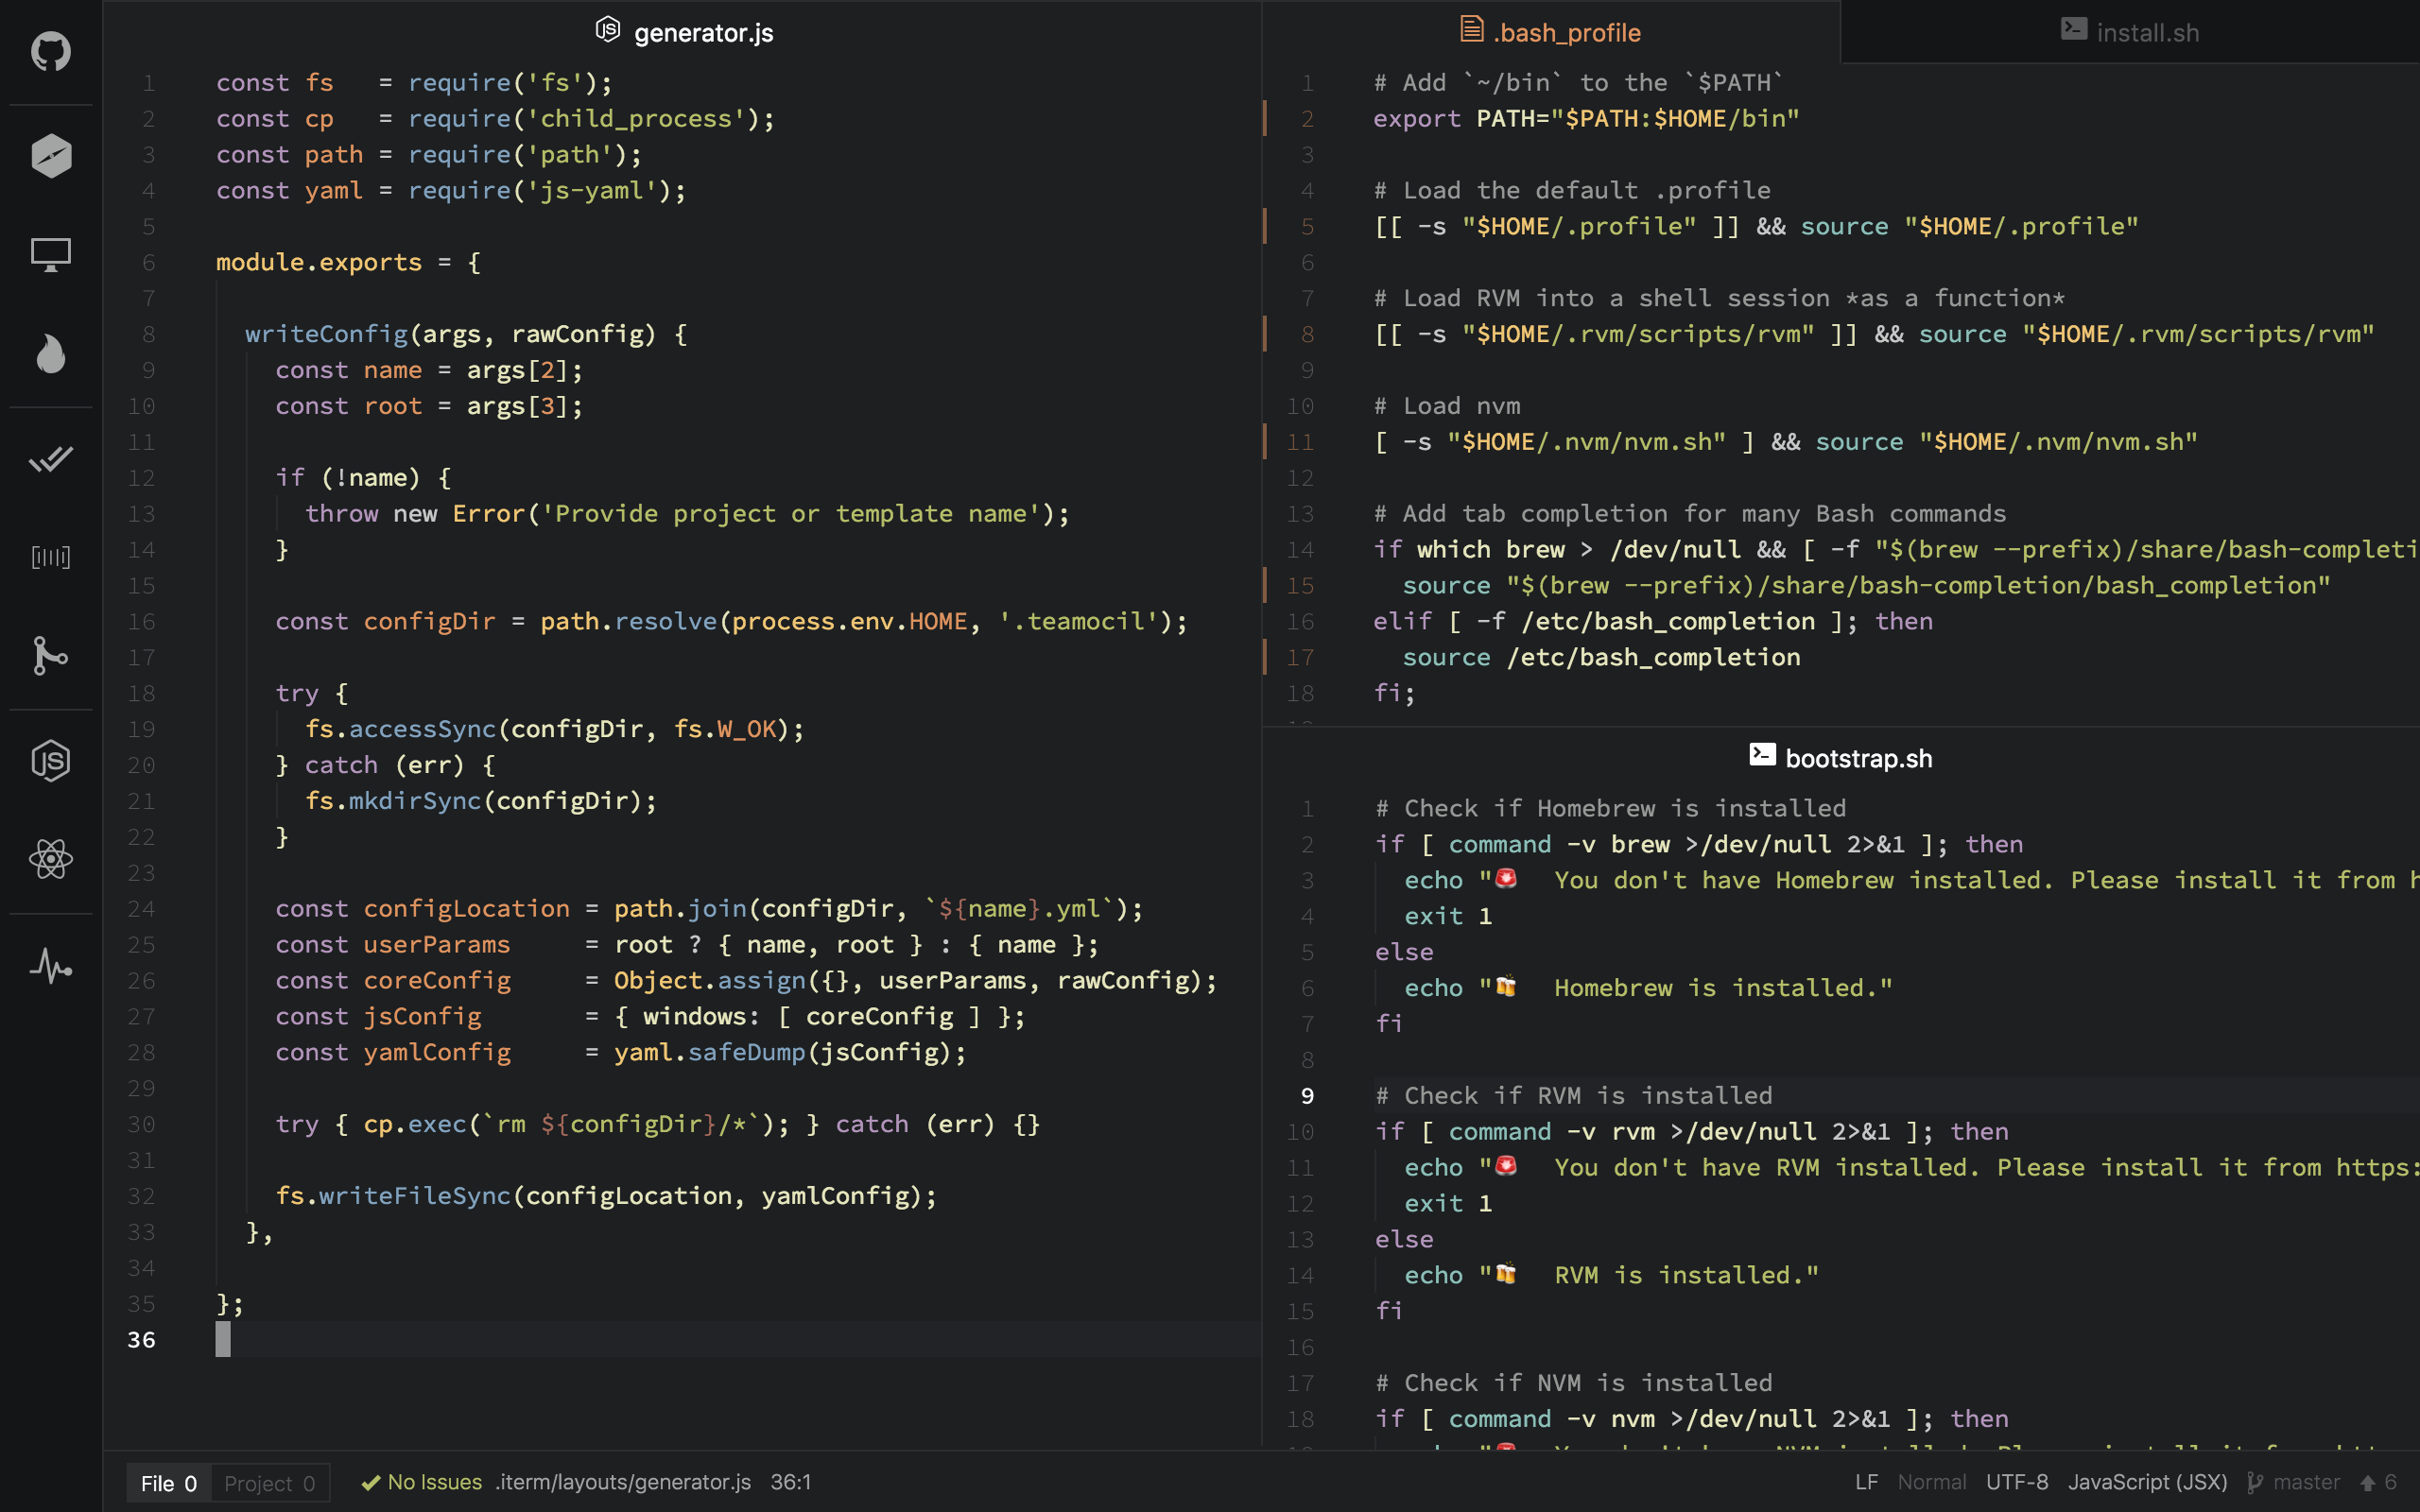 generator.js
1 const fs   = require('fs');
2 const cp   = require('child_process');
3 const path = require('path');
4 const yaml = require('js-yaml');
5
6 module.exports = {
7
8   writeConfig(args, rawConfig) {
9     const name = args[2];
10     const root = args[3];
11
12     if (!name) {
13       throw new Error('Provide project or template name');
14     }
15
16     const configDir = path.resolve(process.env.HOME, '.teamocil');
17
18     try {
19       fs.accessSync(configDir, fs.W_OK);
20     } catch (err) {
21       fs.mkdirSync(configDir);
22     }
23
24     const configLocation = path.join(configDir, `${name}.yml`);
25     const userParams     = root ? { name, root } : { name };
26     const coreConfig     = Object.assign({}, userParams, rawConfig);
27     const jsConfig       = { windows: [ coreConfig ] };
28     const yamlConfig     = yaml.safeDump(jsConfig);
29
30     try { cp.exec(`rm ${configDir}/*`); } catch (err) {}
31
32     fs.writeFileSync(configLocation, yamlConfig);
33   },
34
35 };
36
.bash_profile
install.sh
1 # Add `~/bin` to the `$PATH`
2 export PATH="$PATH:$HOME/bin"
3
4 # Load the default .profile
5 [[ -s "$HOME/.profile" ]] && source "$HOME/.profile"
6
7 # Load RVM into a shell session *as a function*
8 [[ -s "$HOME/.rvm/scripts/rvm" ]] && source "$HOME/.rvm/scripts/rvm"
9
10 # Load nvm
11 [ -s "$HOME/.nvm/nvm.sh" ] && source "$HOME/.nvm/nvm.sh"
12
13 # Add tab completion for many Bash commands
14 if which brew > /dev/null && [ -f "$(brew --prefix)/share/bash-completi
15   source "$(brew --prefix)/share/bash-completion/bash_completion"
16 elif [ -f /etc/bash_completion ]; then
17   source /etc/bash_completion
18 fi;
bootstrap.sh
1 # Check if Homebrew is installed
2 if [ command -v brew >/dev/null 2>&1 ]; then
3   echo "🚨  You don't have Homebrew installed. Please install it from h
4   exit 1
5 else
6   echo "🍻  Homebrew is installed."
7 fi
8
9 # Check if RVM is installed
10 if [ command -v rvm >/dev/null 2>&1 ]; then
11   echo "🚨  You don't have RVM installed. Please install it from https:
12   exit 1
13 else
14   echo "🍻  RVM is installed."
15 fi
16
17 # Check if NVM is installed
18 if [ command -v nvm >/dev/null 2>&1 ]; then
File 0 Project 0 No Issues .iterm/layouts/generator.js 36:1 LF Normal UTF-8 JavaScript (JSX) master 6